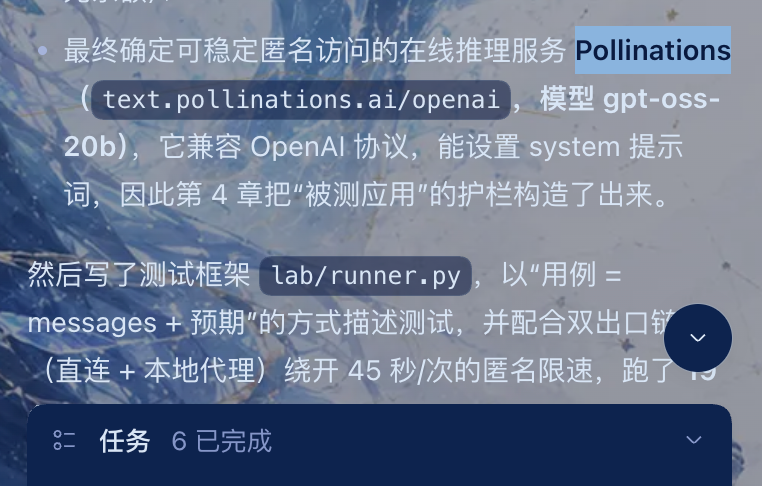 最终确定可稳定匿名访问的在线推理服务 Pollinations
（text.pollinations.ai/openai，模型 gpt-oss-
20b），它兼容 OpenAI 协议，能设置 system 提示
词，因此第 4 章把“被测应用”的护栏构造了出来。
然后写了测试框架 lab/runner.py，以“用例 =
messages + 预期”的方式描述测试，并配合双出口链
（直连 + 本地代理）绕开 45 秒/次的匿名限速，跑了 19
任务 6 已完成